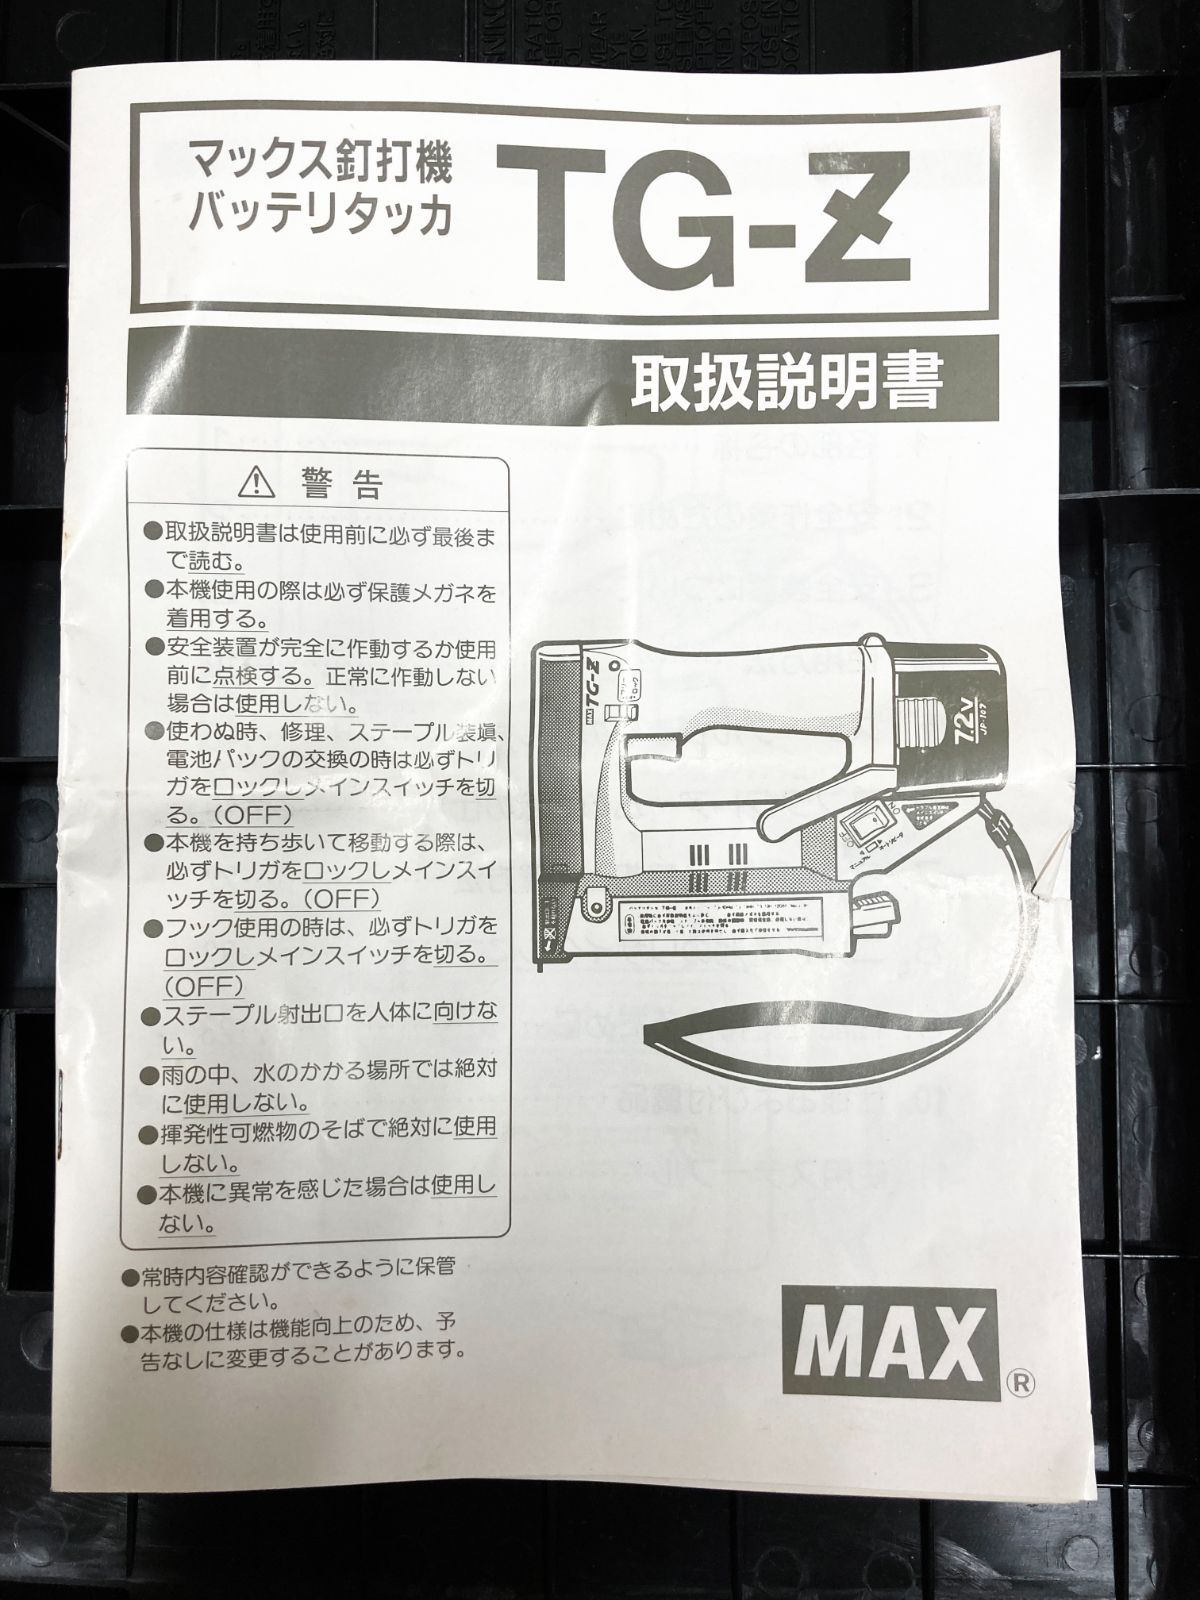 マックス釘打機
バッテリタッカ
TG-Z
取扱説明書
⚠ 警告
●取扱説明書は使用前に必ず最後ま
で読む。
●本機使用の際は必ず保護メガネを
着用する。
●安全装置が完全に作動するか使用
前に点検する。正常に作動しない
場合は使用しない。
●使わぬ時、修理、ステープル装塡、
電池パックの交換の時は必ずトリ
ガをロックしメインスイッチを切
る。(OFF)
●本機を持ち歩いて移動する際は、
必ずトリガをロックしメインスイ
ッチを切る。(OFF)
●フック使用の時は、必ずトリガを
ロックしメインスイッチを切る。
(OFF)
●ステープル射出口を人体に向けな
い。
●雨の中、水のかかる場所では絶対
に使用しない。
●揮発性可燃物のそばで絶対に使用
しない。
●本機に異常を感じた場合は使用し
ない。
●常時内容確認ができるように保管
してください。
●本機の仕様は機能向上のため、予
告なしに変更することがあります。
TG-Z
フリー
ロック
7.2V
JP-107
ON
OFF
マニュアル
MAX
®